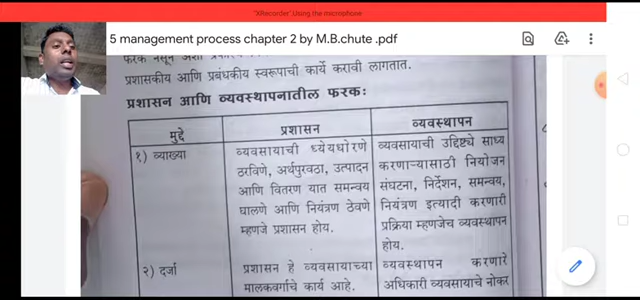 "XRecorder".Using the microphone
5 management process chapter 2 by M.B.chute .pdf
फरक नसून अशा
प्रशासकीय आणि प्रबंधकीय स्वरूपाची कार्ये करावी लागतात.
प्रशासन आणि व्यवस्थापनातील फरक:
मुद्दे प्रशासन व्यवस्थापन
१) व्याख्या व्यवसायाची ध्येयधोरणे व्यवसायाची उद्दिष्ट्ये साध्य
ठरविणे, अर्थपुरवठा, उत्पादन करणाऱ्यासाठी नियोजन
आणि वितरण यात समन्वय संघटना, निर्देशन, समन्वय,
घालणे आणि नियंत्रण ठेवणे नियंत्रण इत्यादी करणारी
म्हणजे प्रशासन होय. प्रक्रिया म्हणजेच व्यवस्थापन
होय.
२) दर्जा प्रशासन हे व्यवसायाच्या व्यवस्थापन करणारे
मालकवर्गाचे कार्य आहे. अधिकारी व्यवसायाचे नोकर